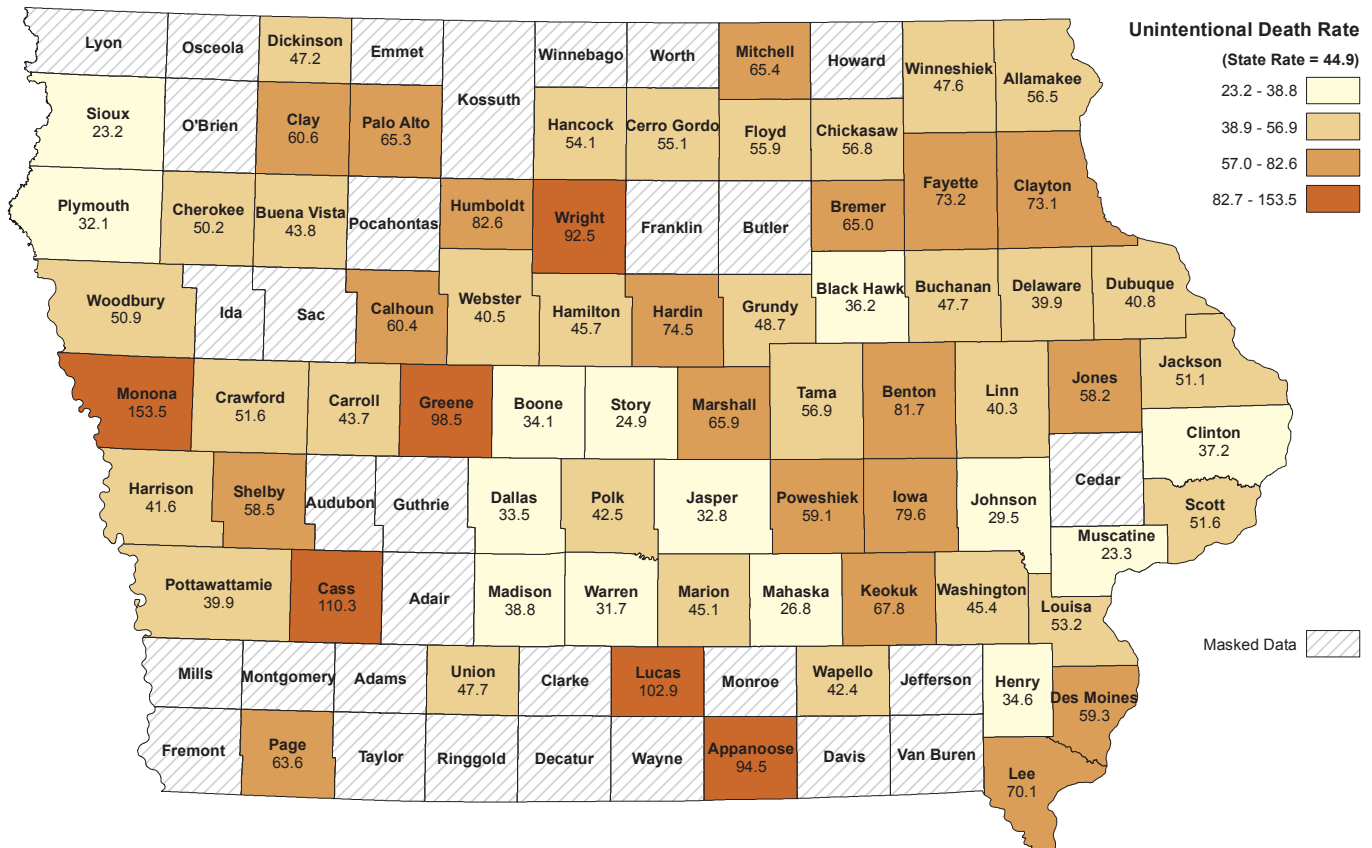 Unintentional Death Rate
(State Rate = 44.9)
23.2 - 38.8
38.9 - 56.9
57.0 - 82.6
82.7 - 153.5
Lyon
Osceola
Dickinson
47.2
Emmet
Kossuth
Winnebago
Worth
Mitchell
65.4
Howard
Winneshiek
47.6
Allamakee
56.5
Sioux
23.2
O'Brien
Clay
60.6
Palo Alto
65.3
Hancock
54.1
Cerro Gordo
55.1
Floyd
55.9
Chickasaw
56.8
Plymouth
32.1
Cherokee
50.2
Buena Vista
43.8
Pocahontas
Humboldt
82.6
Wright
92.5
Franklin
Butler
Bremer
65.0
Fayette
73.2
Clayton
73.1
Woodbury
50.9
Ida
Sac
Calhoun
60.4
Webster
40.5
Hamilton
45.7
Hardin
74.5
Grundy
48.7
Black Hawk
36.2
Buchanan
47.7
Delaware
39.9
Dubuque
40.8
Monona
153.5
Crawford
51.6
Carroll
43.7
Greene
98.5
Boone
34.1
Story
24.9
Marshall
65.9
Tama
56.9
Benton
81.7
Linn
40.3
Jones
58.2
Jackson
51.1
Clinton
37.2
Harrison
41.6
Shelby
58.5
Audubon
Guthrie
Dallas
33.5
Polk
42.5
Jasper
32.8
Poweshiek
59.1
Iowa
79.6
Johnson
29.5
Cedar
Scott
51.6
Muscatine
23.3
Pottawattamie
39.9
Cass
110.3
Adair
Madison
38.8
Warren
31.7
Marion
45.1
Mahaska
26.8
Keokuk
67.8
Washington
45.4
Louisa
53.2
Masked Data
Mills
Montgomery
Adams
Union
47.7
Clarke
Lucas
102.9
Monroe
Wapello
42.4
Jefferson
Henry
34.6
Des Moines
59.3
Fremont
Page
63.6
Taylor
Ringgold
Decatur
Wayne
Appanoose
94.5
Davis
Van Buren
Lee
70.1